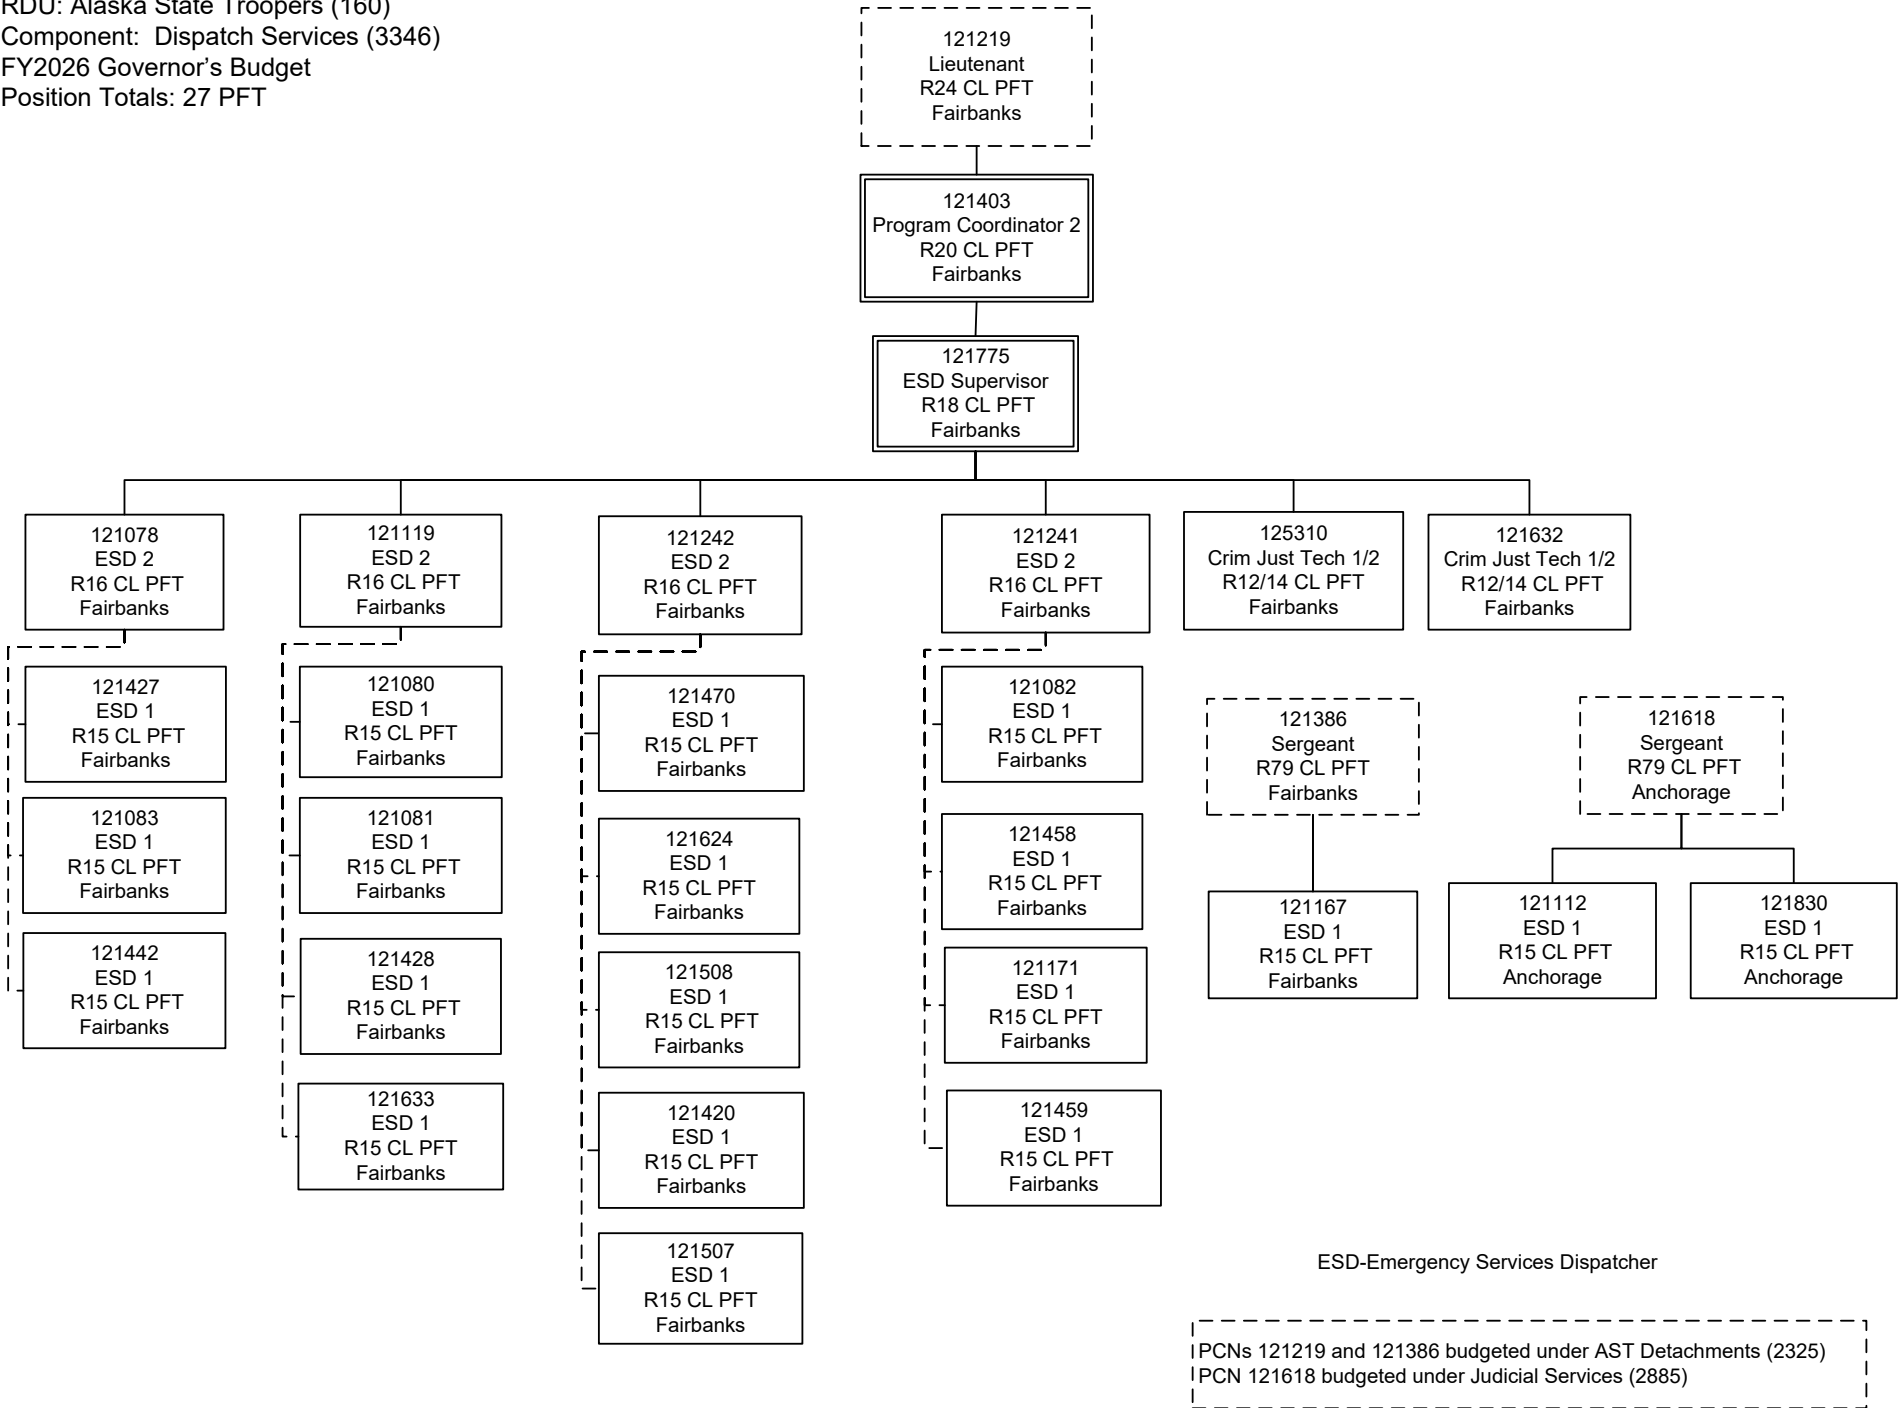 RDU: Alaska State Troopers (160)
Component:  Dispatch Services (3346)
FY2026 Governor’s Budget
Position Totals: 27 PFT
121219
Lieutenant
R24 CL PFT
Fairbanks
121403
Program Coordinator 2
R20 CL PFT
Fairbanks
121775
ESD Supervisor
R18 CL PFT
Fairbanks
121078
ESD 2
R16 CL PFT
Fairbanks
121119
ESD 2
R16 CL PFT
Fairbanks
121242
ESD 2
R16 CL PFT
Fairbanks
121241
ESD 2
R16 CL PFT
Fairbanks
125310
Crim Just Tech 1/2
R12/14 CL PFT
Fairbanks
121632
Crim Just Tech 1/2
R12/14 CL PFT
Fairbanks
121427
ESD 1
R15 CL PFT
Fairbanks
121083
ESD 1
R15 CL PFT
Fairbanks
121442
ESD 1
R15 CL PFT
Fairbanks
121080
ESD 1
R15 CL PFT
Fairbanks
121081
ESD 1
R15 CL PFT
Fairbanks
121428
ESD 1
R15 CL PFT
Fairbanks
121633
ESD 1
R15 CL PFT
Fairbanks
121470
ESD 1
R15 CL PFT
Fairbanks
121624
ESD 1
R15 CL PFT
Fairbanks
121508
ESD 1
R15 CL PFT
Fairbanks
121420
ESD 1
R15 CL PFT
Fairbanks
121507
ESD 1
R15 CL PFT
Fairbanks
121082
ESD 1
R15 CL PFT
Fairbanks
121458
ESD 1
R15 CL PFT
Fairbanks
121171
ESD 1
R15 CL PFT
Fairbanks
121459
ESD 1
R15 CL PFT
Fairbanks
121386
Sergeant
R79 CL PFT
Fairbanks
121167
ESD 1
R15 CL PFT
Fairbanks
121618
Sergeant
R79 CL PFT
Anchorage
121112
ESD 1
R15 CL PFT
Anchorage
121830
ESD 1
R15 CL PFT
Anchorage
ESD-Emergency Services Dispatcher
PCNs 121219 and 121386 budgeted under AST Detachments (2325)
PCN 121618 budgeted under Judicial Services (2885)